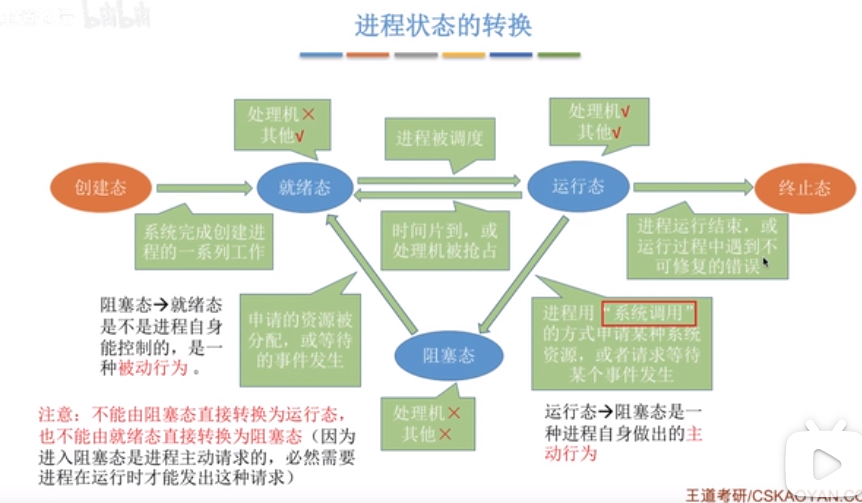 进程状态的转换
处理机×
其他√
进程被调度
处理机√
其他√
创建态
就绪态
运行态
终止态
系统完成创建进
程的一系列工作
时间片到，或
处理机被抢占
进程运行结束，或
运行过程中遇到不
可修复的错误
阻塞态→就绪态
是不是进程自身
能控制的，是一
种被动行为 。
申请的资源被
分配，或等待
的事件发生
阻塞态
进程用“系统调用”
的方式申请某种系统
资源，或者请求等待
某个事件发生
处理机×
其他×
运行态→阻塞态是一
种进程自身做出的主
动行为
注意：不能由阻塞态直接转换为运行态，
也不能由就绪态直接转换为阻塞态（因为
进入阻塞态是进程主动请求的，必然需要
进程在运行时才能发出这种请求）
王道考研/CSKAOYAN.CO